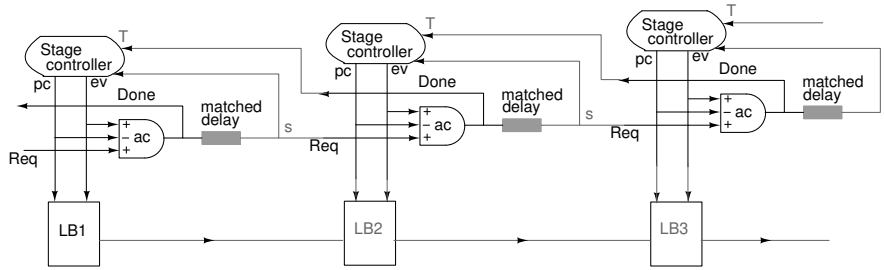 T
Stage
controller
pc
ev
Done
matched
delay
+
− ac
+
s
Req
LB1
T
Stage
controller
pc
ev
Done
matched
delay
+
− ac
+
s
Req
LB2
T
Stage
controller
pc
ev
Done
matched
delay
+
− ac
+
Req
LB3